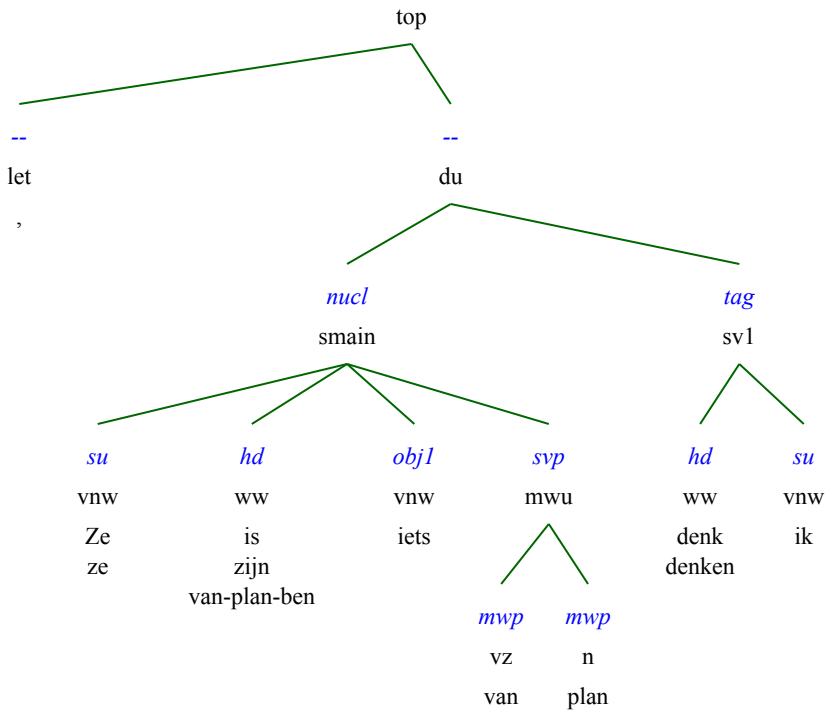 top
-- --
let du
,
nucl tag
smain sv1
su hd obj1 svp hd su
vnw ww vnw mwu ww vnw
Ze is iets denk ik
ze zijn denken
van-plan-ben
mwp mwp
vz n
van plan